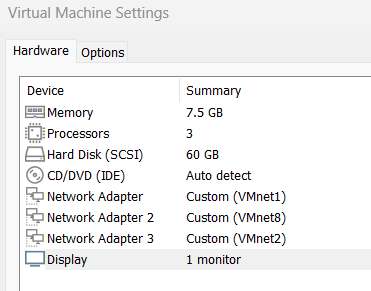 Virtual Machine Settings
Hardware Options
Device Summary
Memory 7.5 GB
Processors 3
Hard Disk (SCSI) 60 GB
CD/DVD (IDE) Auto detect
Network Adapter Custom (VMnet1)
Network Adapter 2 Custom (VMnet8)
Network Adapter 3 Custom (VMnet2)
Display 1 monitor